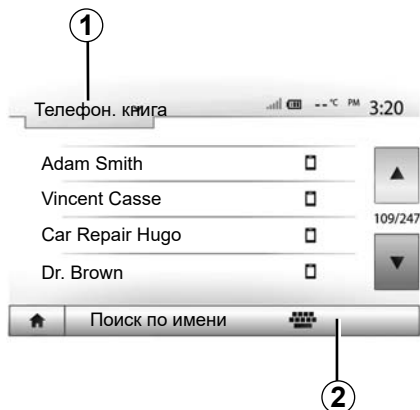 1
Телефон. книга -- °C PM 3:20
Adam Smith
Vincent Casse
109/247
Car Repair Hugo
Dr. Brown
Поиск по имени
2